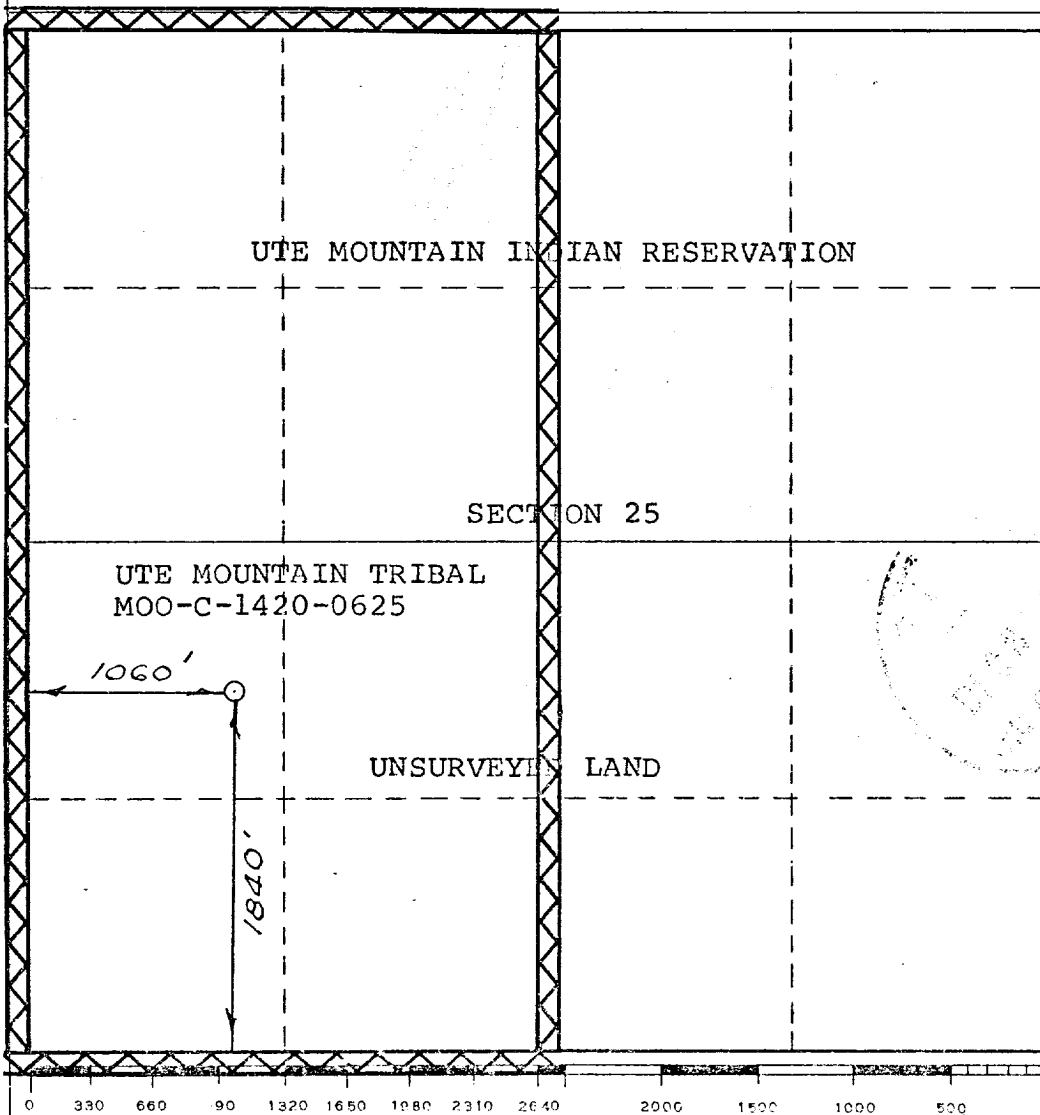 UTE MOUNTAIN INDIAN RESERVATION
SECTION 25
UTE MOUNTAIN TRIBAL
MOO-C-1420-0625
1060'
UNSURVEYED LAND
1840'
0 330 660 90 1320 1650 1980 2310 2640 2000 1500 1000 500